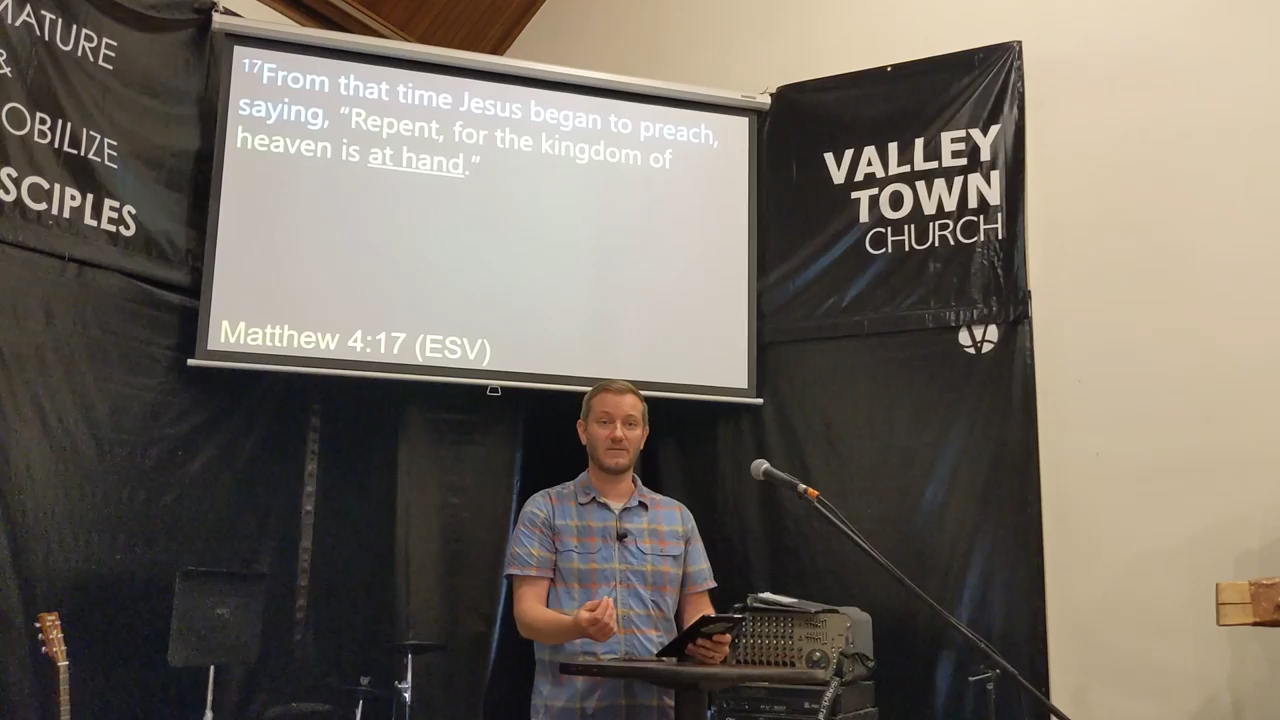 MATURE
&
OBILIZE
SCIPLES
¹⁷From that time Jesus began to preach,
saying, “Repent, for the kingdom of
heaven is at hand.”
Matthew 4:17 (ESV)
VALLEY
TOWN
CHURCH